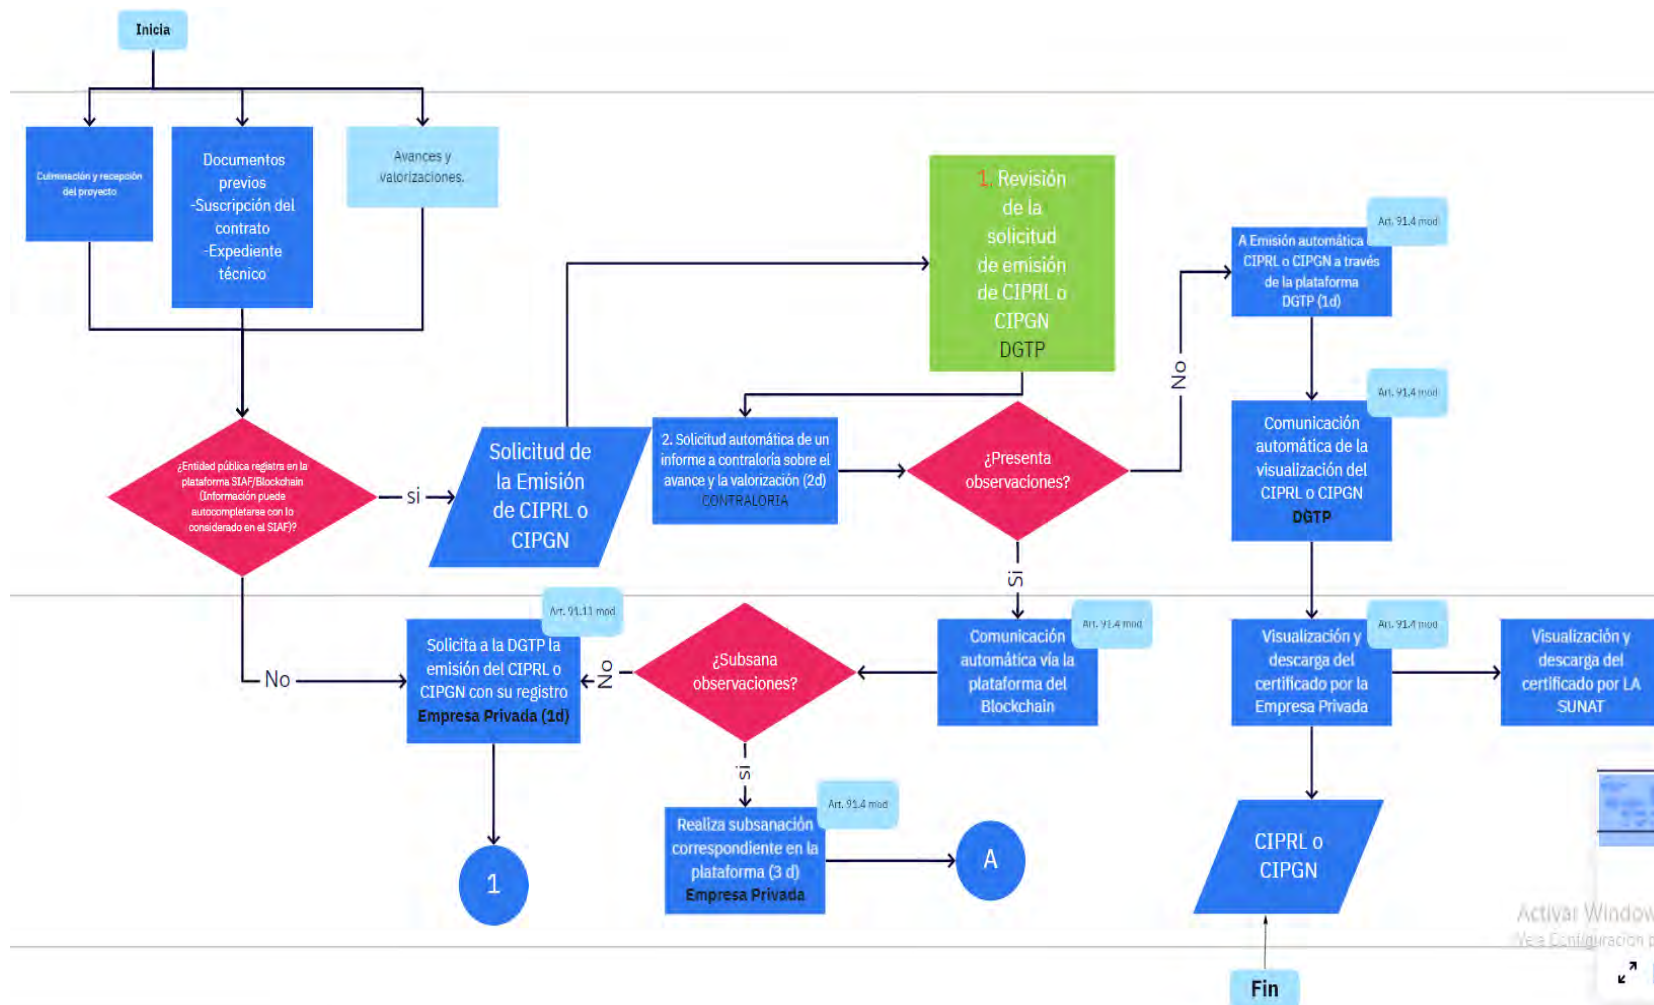 Inicia
Culminación y recepción
del proyecto
Documentos
previos
-Suscripción del
contrato
-Expediente
técnico
Avances y
valorizaciones.
1. Revisión
de la
solicitud
de emisión
de CIPRL o
CIPGN
DGTP
Art. 91.4 mod
A Emisión automática
CIPRL o CIPGN a través
de la plataforma
DGTP (1d)
No
Art. 91.4 mod
Comunicación
automática de la
visualización del
CIPRL o CIPGN
DGTP
¿Entidad pública registra en la
plataforma SIAF/Blockchain
(Información pueda
autocompletarse con lo
considerado en el SIAF)?
si
Solicitud de
la Emisión
de CIPRL o
CIPGN
2. Solicitud automática de un
informe a contraloria sobre el
avance y la valorización (2d)
CONTRALORIA
¿Presenta
observaciones?
Si
No
Art. 91.11 mod
Solicita a la DGTP la
emisión del CIPRL o
CIPGN con su registro
Empresa Privada (1d)
No
¿Subsana
observaciones?
Art. 91.4 mod
Comunicación
automática vía la
plataforma del
Blockchain
Art. 91.4 mod
Visualización y
descarga del
certificado por la
Empresa Privada
Visualización y
descarga del
certificado por LA
SUNAT
si
Art. 91.4 mod
Realiza subsanación
correspondiente en la
plataforma (3 d)
Empresa Privada
1
A
CIPRL o
CIPGN
Activar Window
Ve a Configuración p
Fin